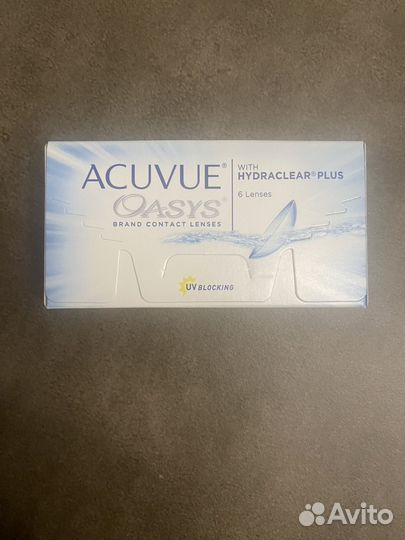 ACUVUE®
OASYS®
BRAND CONTACT LENSES
WITH
HYDRACLEAR® PLUS
6 Lenses
UV BLOCKING
Avito